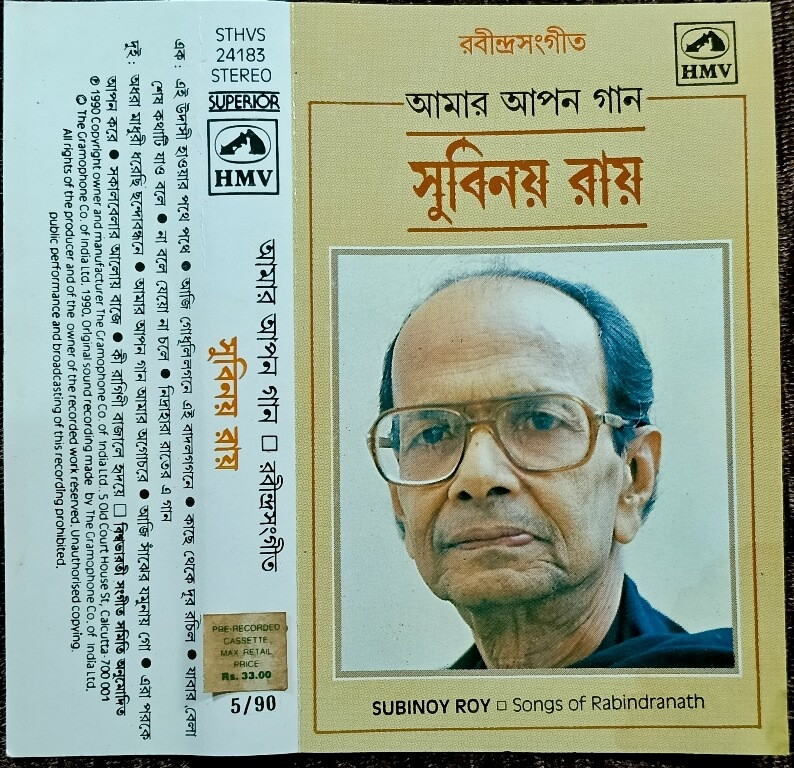 রবীন্দ্রসংগীত
HMV
আমার আপন গান
সুবিনয় রায়
SUBINOY ROY □ Songs of Rabindranath
STHVS
24183
STEREO
SUPERIOR
HMV
আমার আপন গান □ রবীন্দ্রসংগীত
সুবিনয় রায়
PRE-RECORDED
CASSETTE
MAX. RETAIL
PRICE
Rs. 33.00
5/90
এক: এই উদাসী হাওয়ার পথে পথে ● আজি গোধূলিলগনে এই বাদলগগনে ● কাছে থেকে দূর রচিল ● যাবার বেলা
শেষ কথাটি যাও বলে ● না বলে যেয়ো না চলে ● নিদ্রাহারা রাতের এ গান
দুই: অধরা মাধুরী ধরেছি ছন্দোবন্ধনে ● আমার আপন গান আমার অগোচরে ● আজি সাঁঝের যমুনায় গো ● এরা পরকে
আপন করে ● সকালবেলার আলোয় বাজে ● কী রাগিণী বাজালে হৃদয়ে □ বিশ্বভারতী সংগীত সমিতি অনুমোদিত
℗ 1990 Copyright owner and manufacturer The Gramophone Co. of India Ltd. 5 Old Court House St., Calcutta-700 001
© The Gramophone Co. of India Ltd. 1990. Original sound recording made by The Gramophone Co. of India Ltd.
All rights of the producer and of the owner of the recorded work reserved. Unauthorised copying,
public performance and broadcasting of this recording prohibited.